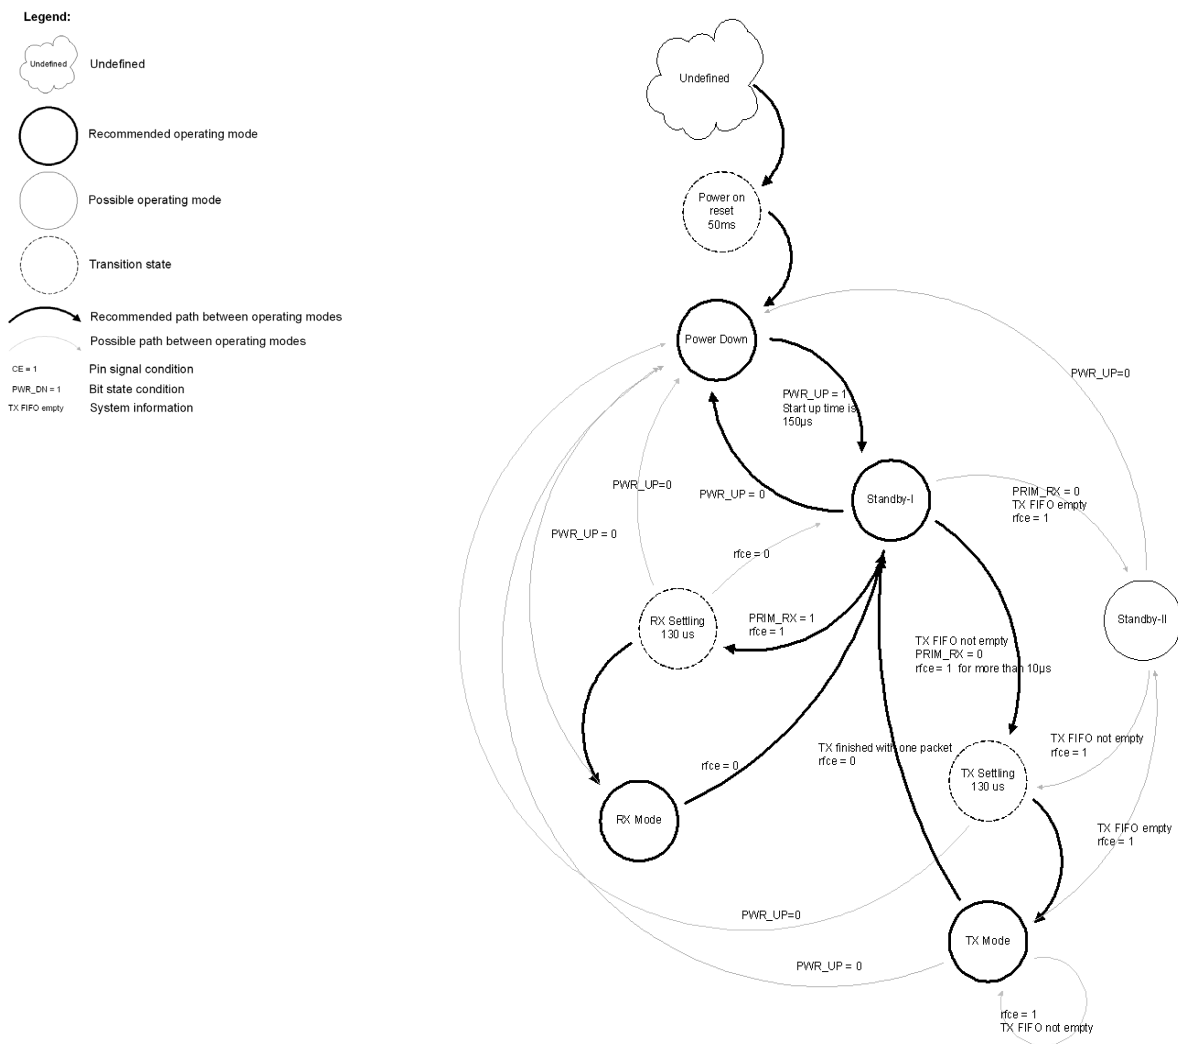 Legend:
Undefined
Undefined
Recommended operating mode
Possible operating mode
Transition state
Recommended path between operating modes
Possible path between operating modes
CE = 1
Pin signal condition
PWR_DN = 1
Bit state condition
TX FIFO empty
System information
Undefined
Power on
reset
50ms
Power Down
PWR_UP=0
PWR_UP = 1
Start up time is
150µs
PWR_UP=0
PWR_UP = 0
Standby-I
PRIM_RX = 0
TX FIFO empty
rfce = 1
PWR_UP = 0
rfce = 0
RX Settling
130 us
PRIM_RX = 1
rfce = 1
Standby-II
TX FIFO not empty
PRIM_RX = 0
rfce = 1 for more than 10µs
TX FIFO not empty
rfce = 1
TX finished with one packet
rfce = 0
rfce = 0
TX Settling
130 us
RX Mode
TX FIFO empty
rfce = 1
PWR_UP=0
TX Mode
PWR_UP = 0
rfce = 1
TX FIFO not empty